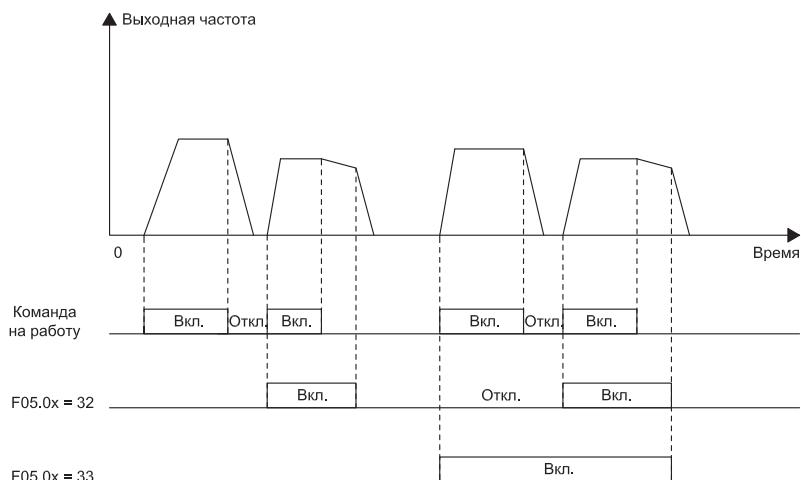 Выходная частота
0
Время
Команда
на работу
Вкл.
Откл.
Вкл.
Вкл.
Откл.
Вкл.
F05.0x = 32
Вкл.
Откл.
Вкл.
F05.0x = 33
Вкл.